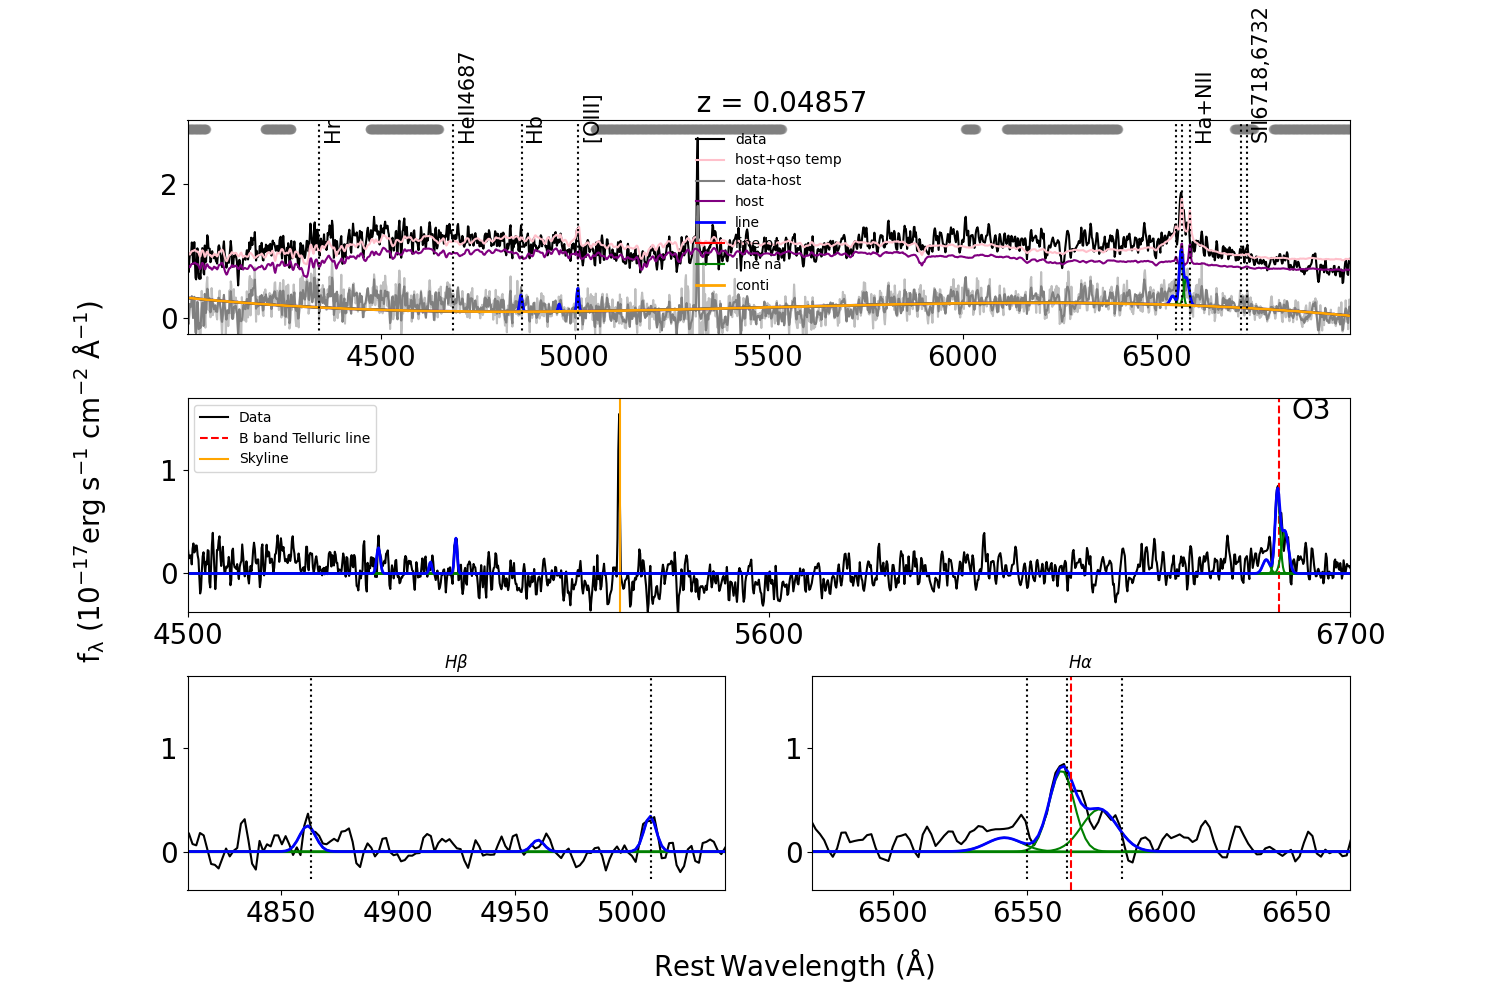 z = 0.04857
Hr
HeII4687
Hb
[OIII]
Ha+NII
SII6718,6732
data
host+qso temp
data-host
host
line
line na
conti
2
0
4500
5000
5500
6000
6500
Data
B band Telluric line
Skyline
O3
1
0
4500
5600
6700
fλ (10⁻¹⁷erg s⁻¹ cm⁻² Å⁻¹)
Hβ
1
0
4850
4900
4950
5000
Hα
1
0
6500
6550
6600
6650
Rest Wavelength (Å)